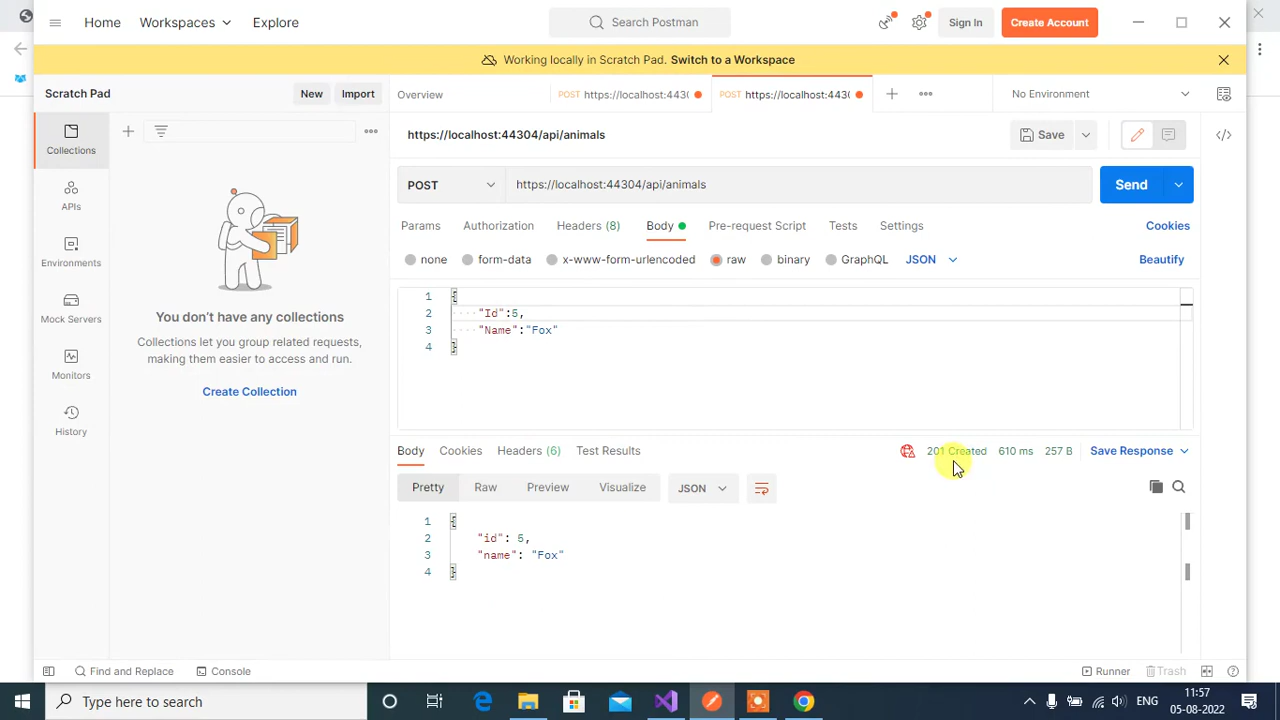 Home
Workspaces
Explore
Search Postman
Sign In
Create Account
Working locally in Scratch Pad. Switch to a Workspace
Scratch Pad
New
Import
Overview
POST https://localhost:4430
POST https://localhost:4430
No Environment
Collections
APIs
Environments
Mock Servers
Monitors
History
You don't have any collections
Collections let you group related requests,
making them easier to access and run.
Create Collection
https://localhost:44304/api/animals
Save
POST
https://localhost:44304/api/animals
Send
Params
Authorization
Headers (8)
Body
Pre-request Script
Tests
Settings
Cookies
none
form-data
x-www-form-urlencoded
raw
binary
GraphQL
JSON
Beautify
1 {
2 "Id":5,
3 "Name":"Fox"
4 }
Body
Cookies
Headers (6)
Test Results
201 Created
610 ms
257 B
Save Response
Pretty
Raw
Preview
Visualize
JSON
1 {
2 "id": 5,
3 "name": "Fox"
4 }
Find and Replace
Console
Runner
Trash
Type here to search
ENG
11:57
05-08-2022